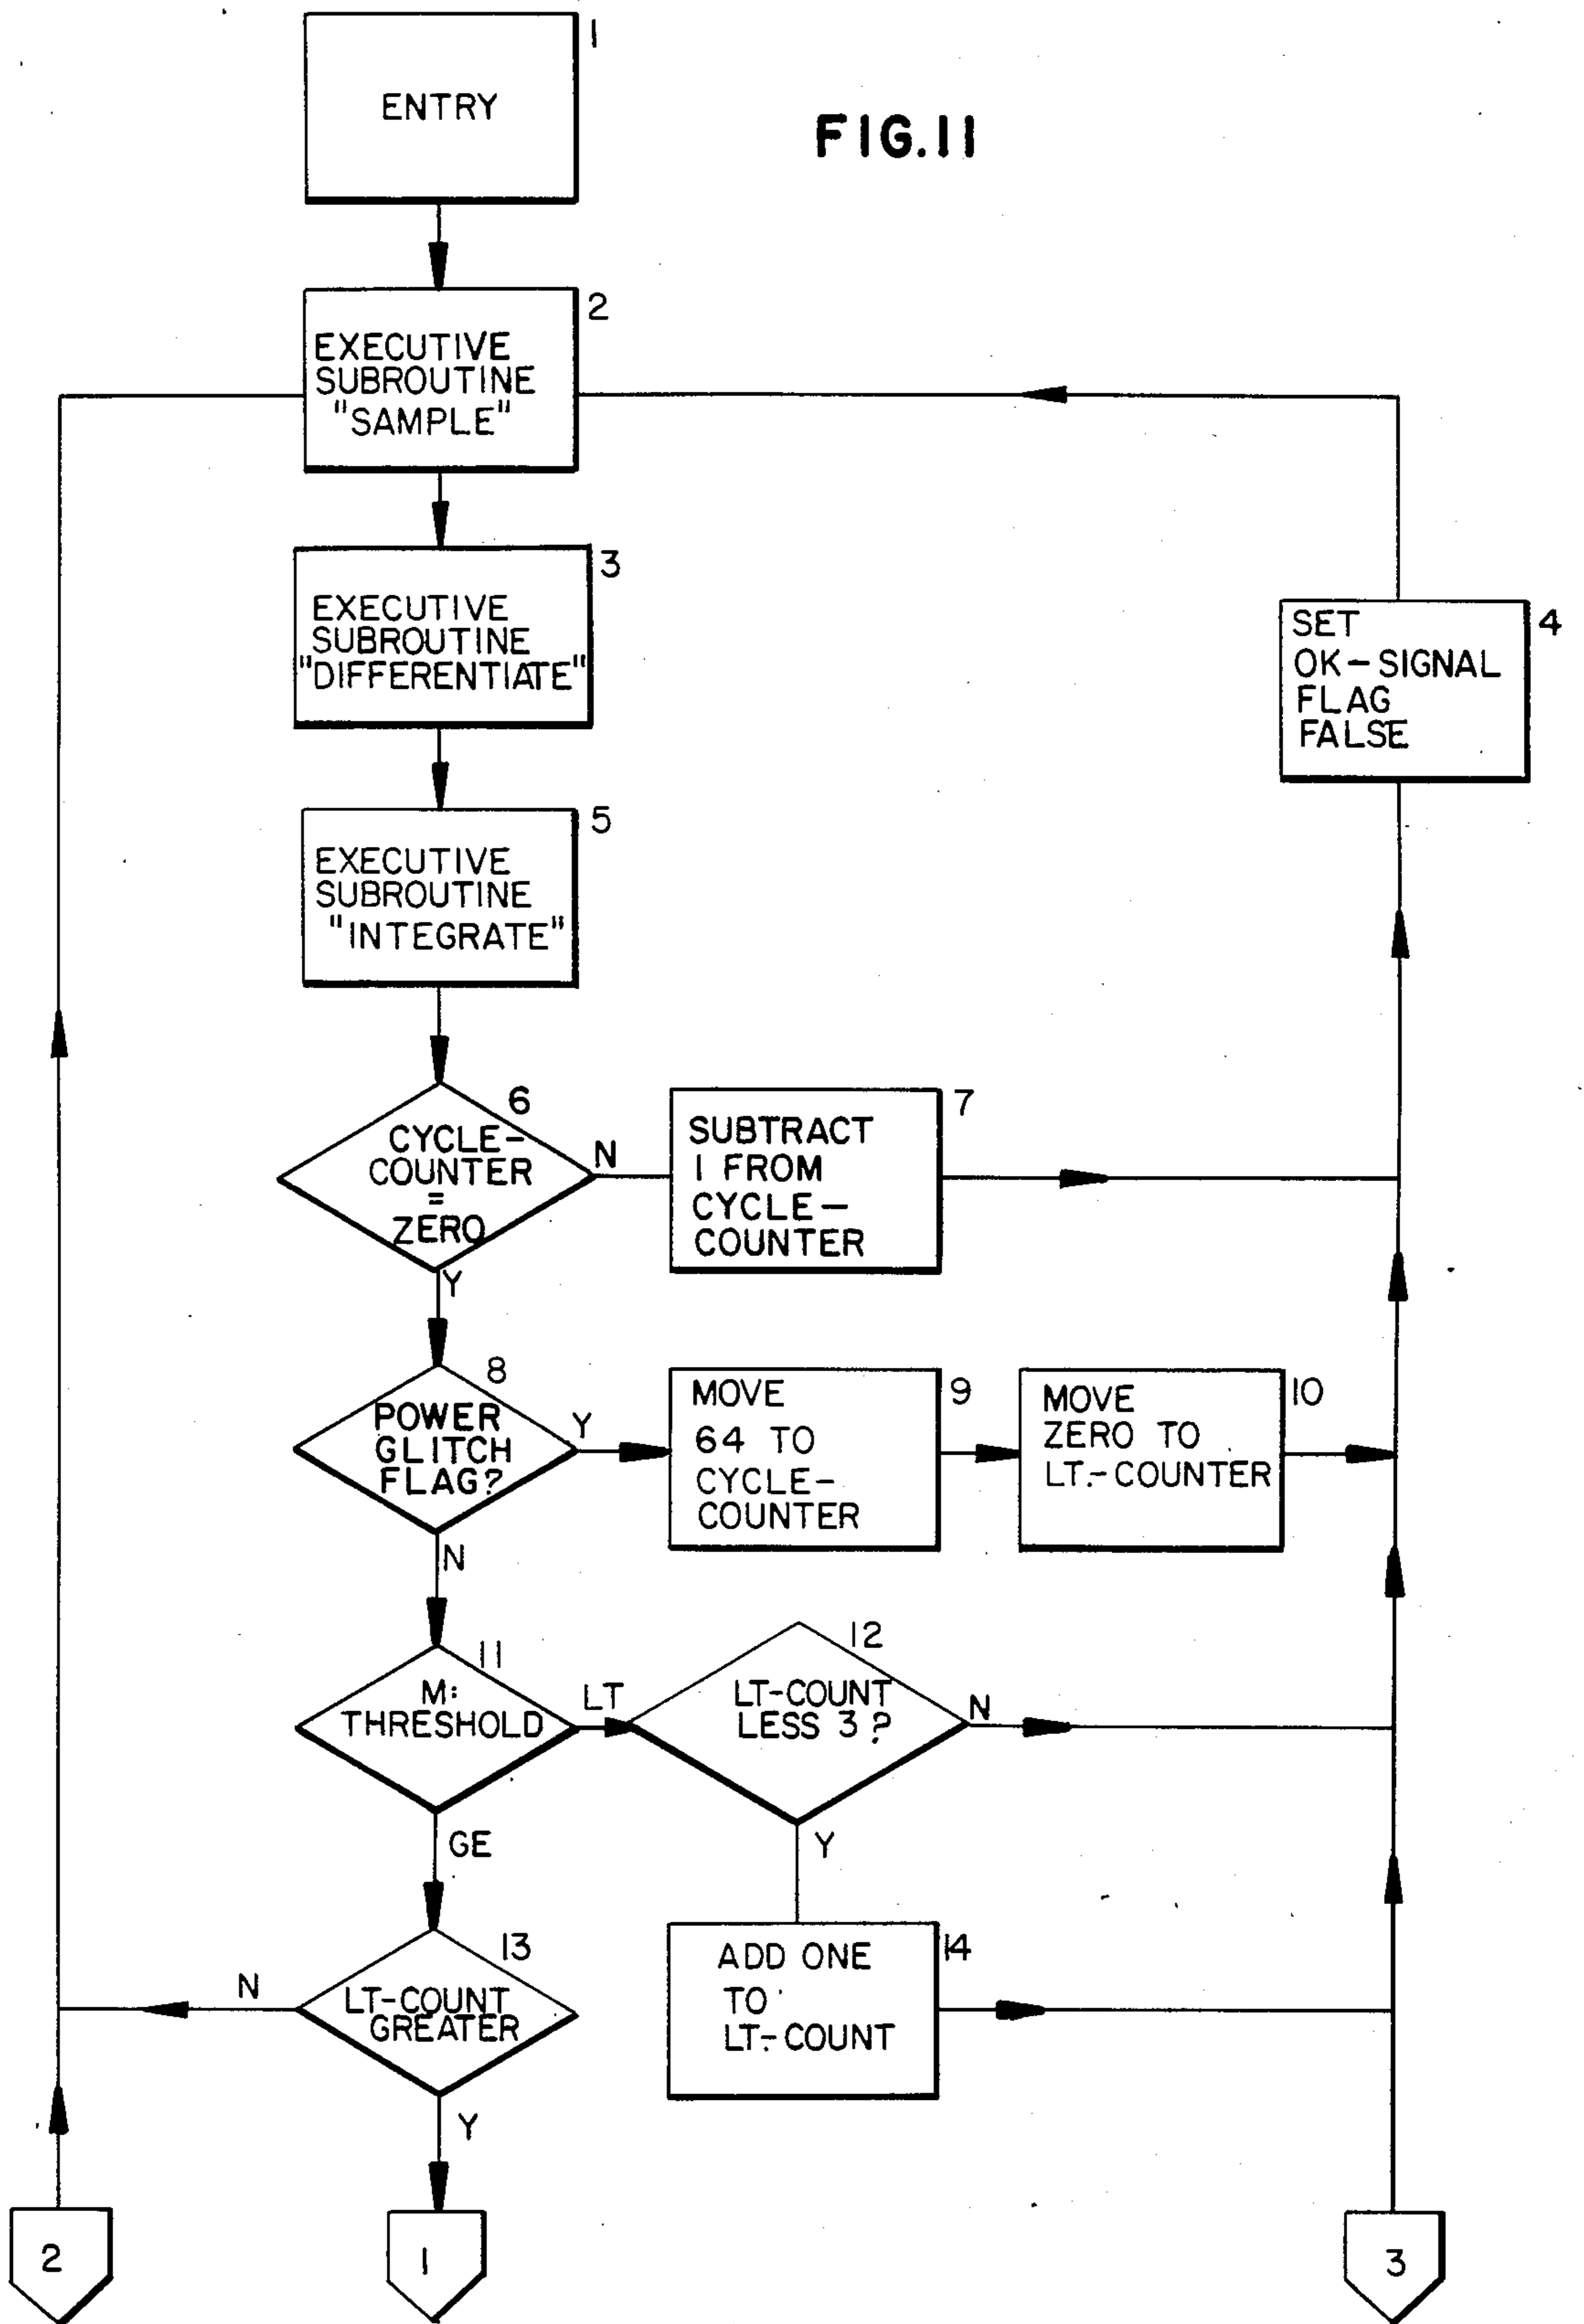 1
ENTRY
FIG.11
2
EXECUTIVE
SUBROUTINE
"SAMPLE"
3
EXECUTIVE
SUBROUTINE
"DIFFERENTIATE"
4
SET
OK-SIGNAL
FLAG
FALSE
5
EXECUTIVE
SUBROUTINE
"INTEGRATE"
6
CYCLE-
COUNTER
=
ZERO
N
Y
7
SUBTRACT
1 FROM
CYCLE-
COUNTER
8
POWER
GLITCH
FLAG?
Y
N
9
MOVE
64 TO
CYCLE-
COUNTER
10
MOVE
ZERO TO
LT.-COUNTER
11
M:
THRESHOLD
LT
GE
12
LT-COUNT
LESS 3?
N
Y
13
LT-COUNT
GREATER
N
Y
14
ADD ONE
TO
LT.-COUNT
2
1
3